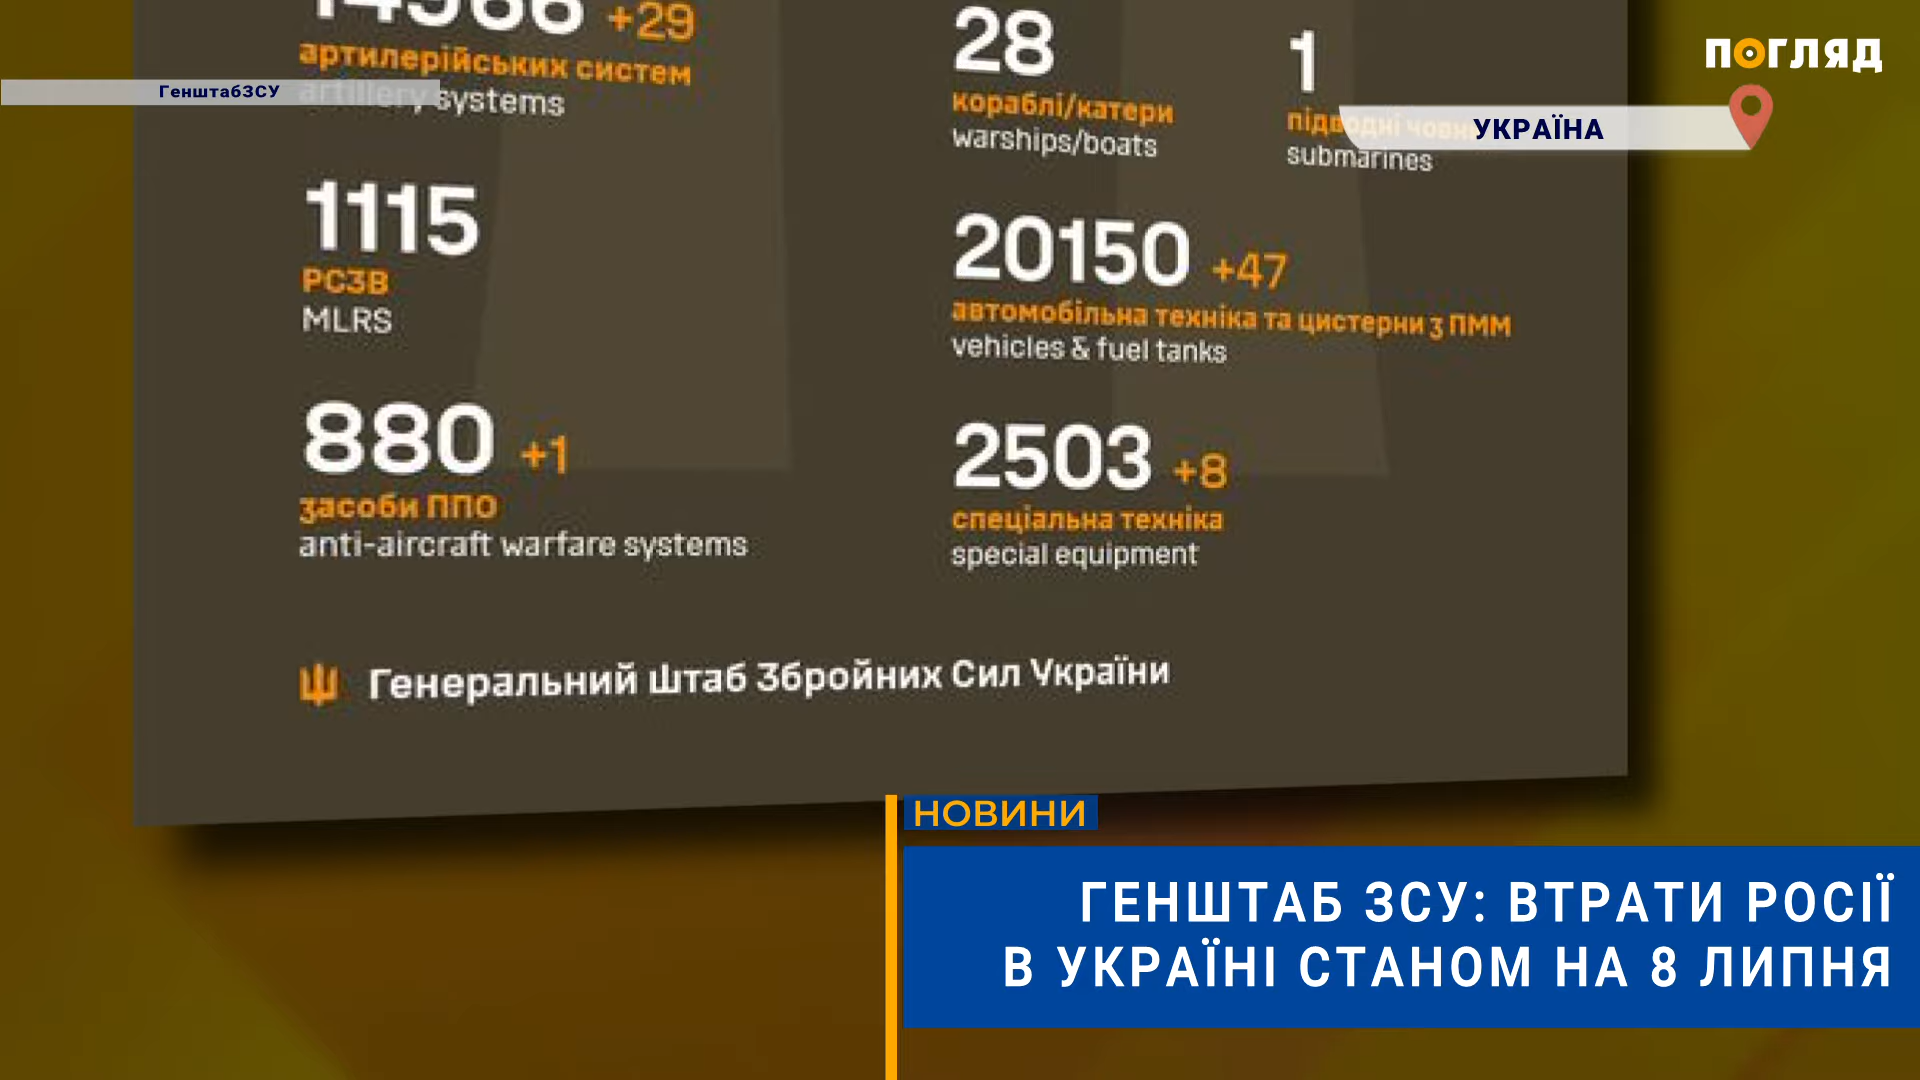 +29
артилерійських систем
ГенштабЗСУ
artillery systems
28
кораблі/катери
warships/boats
1
submarines
ПОГЛЯД
УКРАЇНА
1115
РСЗВ
MLRS
20150 +47
автомобільна техніка та цистерни з ПММ
vehicles & fuel tanks
880 +1
засоби ППО
anti-aircraft warfare systems
2503 +8
спеціальна техніка
special equipment
Генеральний Штаб Збройних Сил України
НОВИНИ
ГЕНШТАБ ЗСУ: ВТРАТИ РОСІЇ
В УКРАЇНІ СТАНОМ НА 8 ЛИПНЯ